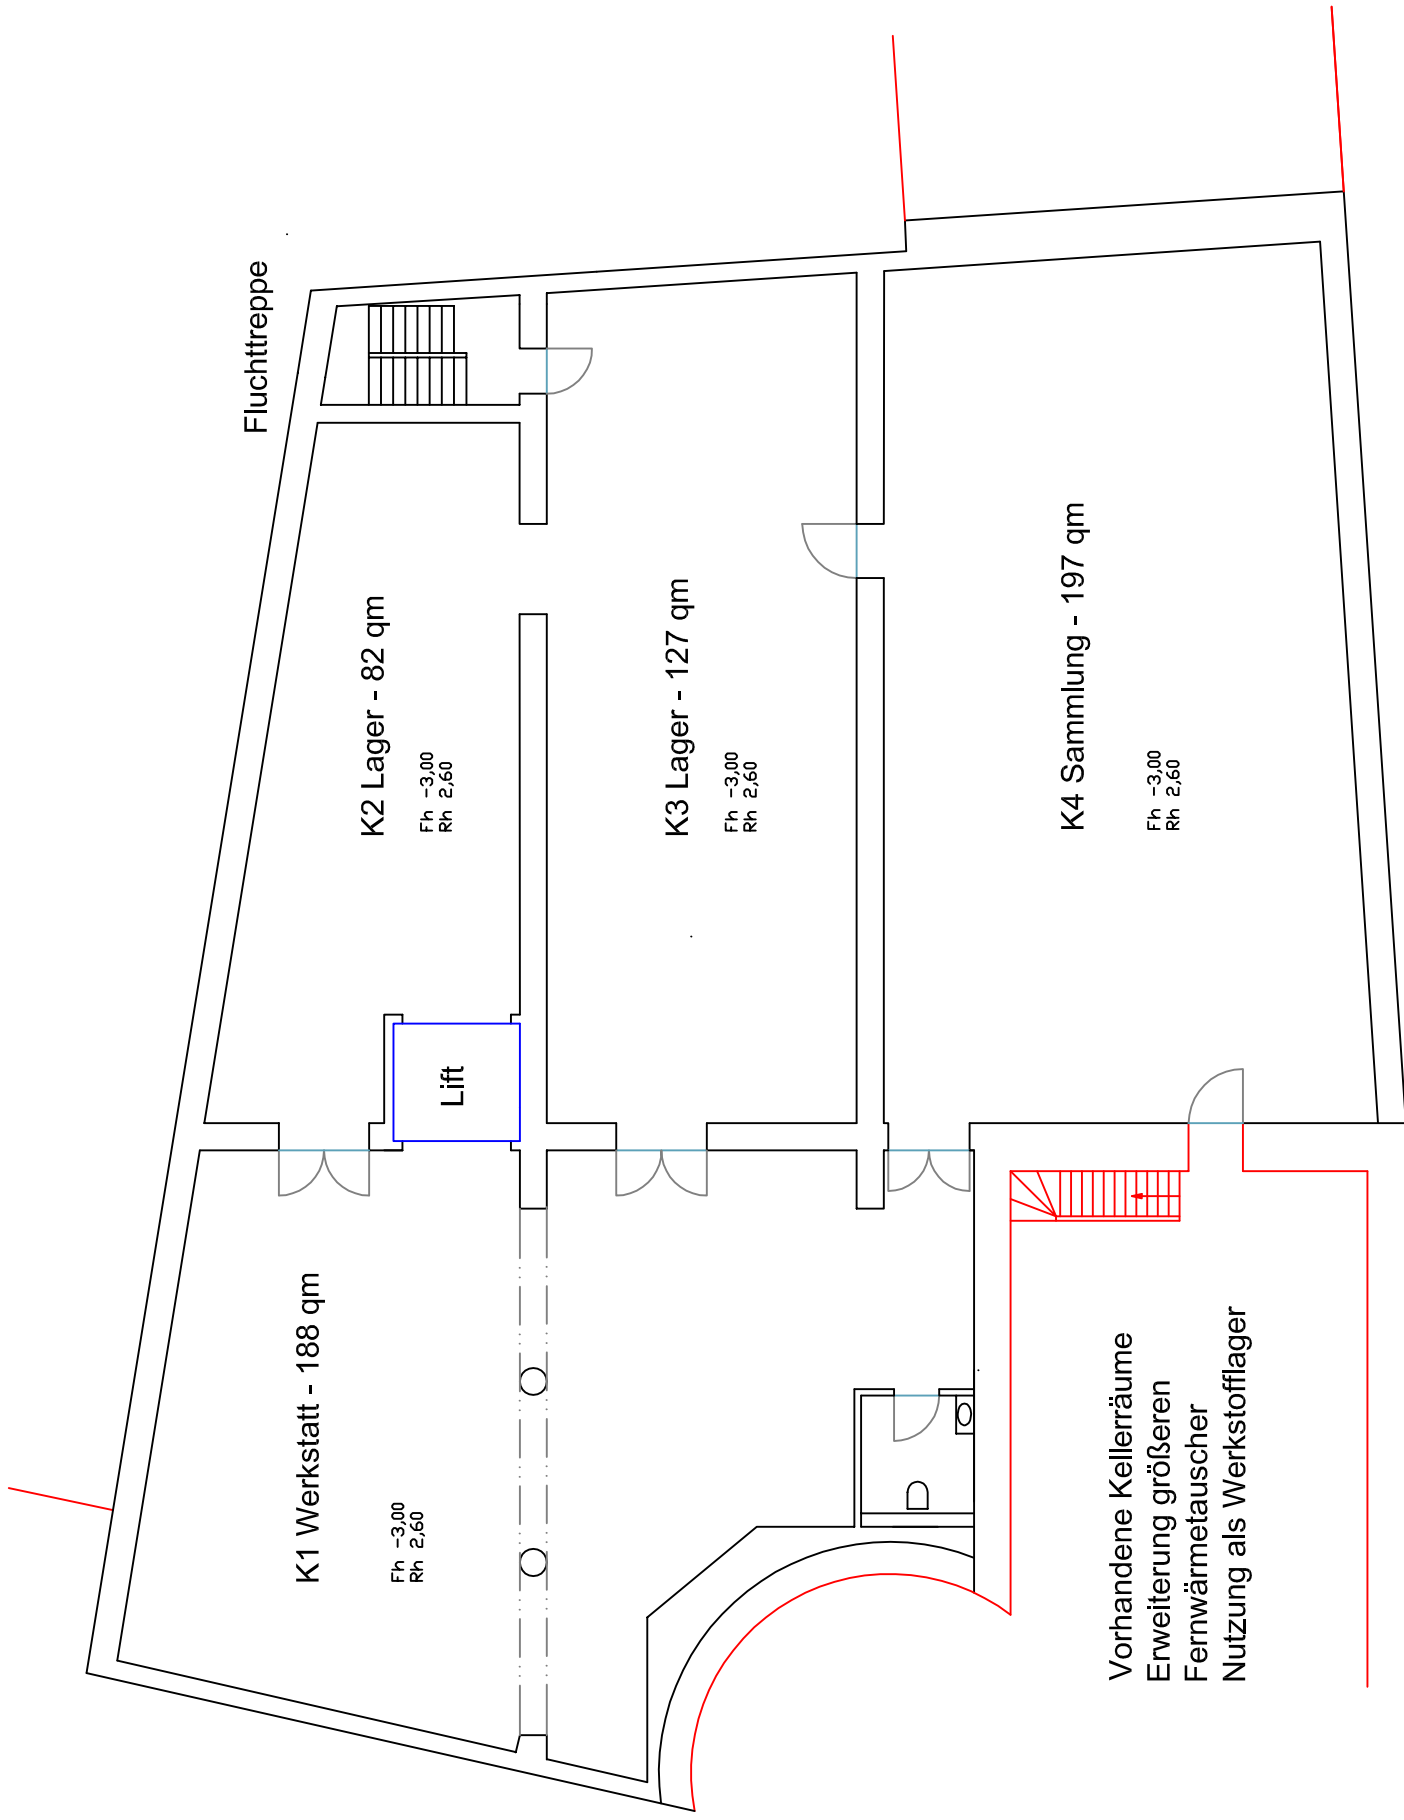 Fluchttreppe
K2 Lager - 82 qm
Fh -3,00
Rh 2,60
Lift
K3 Lager - 127 qm
Fh -3,00
Rh 2,60
K4 Sammlung - 197 qm
Fh -3,00
Rh 2,60
K1 Werkstatt - 188 qm
Fh -3,00
Rh 2,60
Vorhandene Kellerräume
Erweiterung größeren
Fernwärmetauscher
Nutzung als Werkstofflager